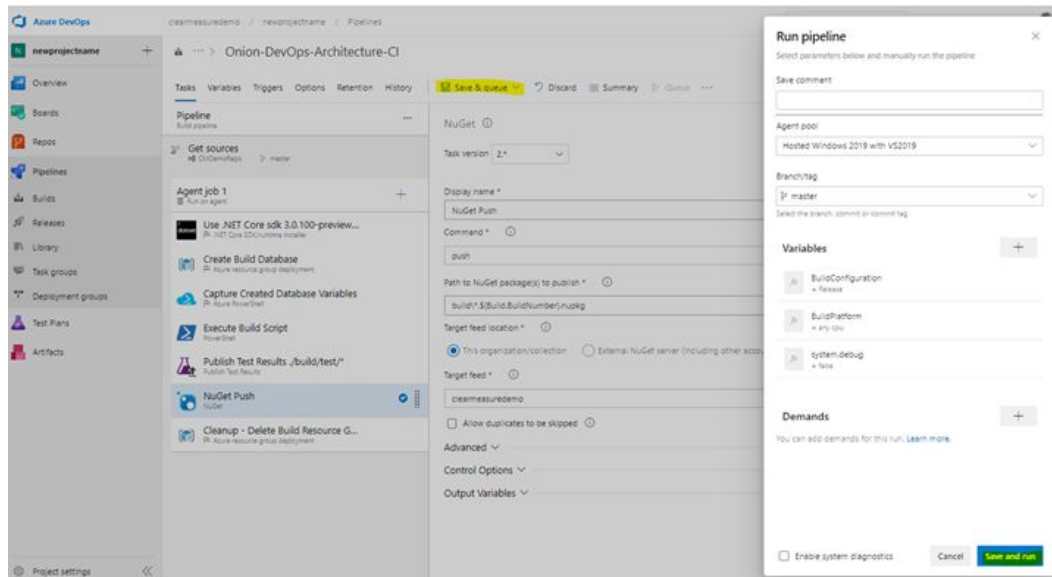 Azure DevOps
clearmeasuredemo / newprojectname / Pipelines
N newprojectname
Overview
Boards
Repos
Pipelines
Builds
Releases
Library
Task groups
Deployment groups
Test Plans
Artifacts
Project settings
... > Onion-DevOps-Architecture-CI
Tasks Variables Triggers Options Retention History Save & queue Discard Summary Queue ...
Pipeline ...
Build pipeline
Get sources
master
Agent job 1
Run on agent
Use .NET Core sdk 3.0.100-preview...
.NET Core SDK/runtime installer
Create Build Database
Azure resource group deployment
Capture Created Database Variables
Azure PowerShell
Execute Build Script
PowerShell
Publish Test Results ./build/test/*
Publish Test Results
NuGet Push
NuGet
Cleanup - Delete Build Resource G...
Azure resource group deployment
NuGet
Task version 2.*
Display name *
NuGet Push
Command *
push
Path to NuGet package(s) to publish *
build\*.$(Build.BuildNumber).nupkg
Target feed location *
This organization/collection External NuGet server (including other accou
Target feed *
clearmeasuredemo
Allow duplicates to be skipped
Advanced
Control Options
Output Variables
Run pipeline
Select parameters below and manually run the pipeline
Save comment
Agent pool
Hosted Windows 2019 with VS2019
Branch/tag
master
Select the branch, commit or commit tag
Variables
BuildConfiguration
= Release
BuildPlatform
= any cpu
system.debug
= false
Demands
You can add demands for this run. Learn more.
Enable system diagnostics Cancel Save and run